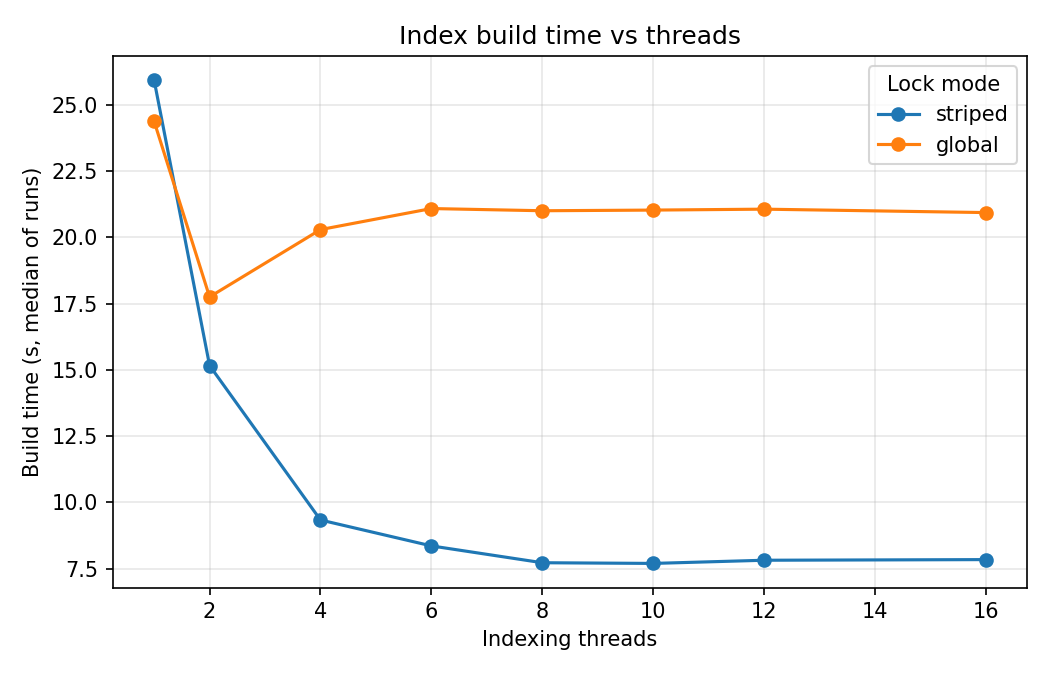 Index build time vs threads
Build time (s, median of runs)
25.0
22.5
20.0
17.5
15.0
12.5
10.0
7.5
Lock mode
striped
global
2 4 6 8 10 12 14 16
Indexing threads